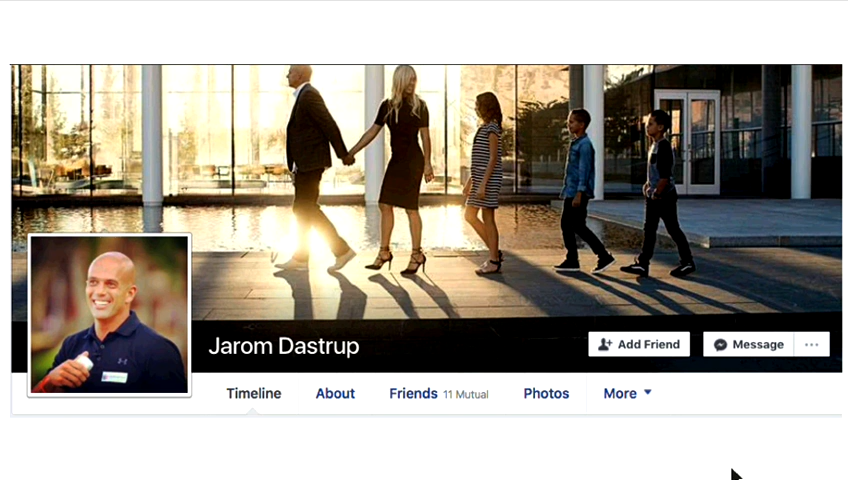 Jarom Dastrup
Add Friend
Message
Timeline
About
Friends 11 Mutual
Photos
More